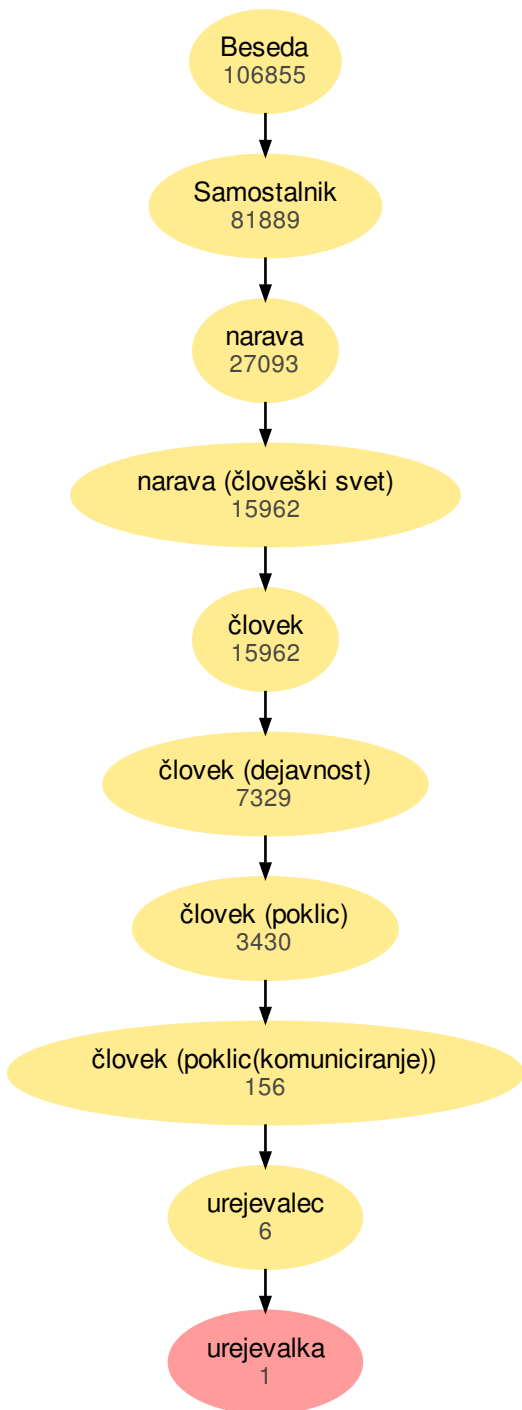 Beseda
106855
Samostalnik
81889
narava
27093
narava (človeški svet)
15962
človek
15962
človek (dejavnost)
7329
človek (poklic)
3430
človek (poklic(komuniciranje))
156
urejevalec
6
urejevalka
1